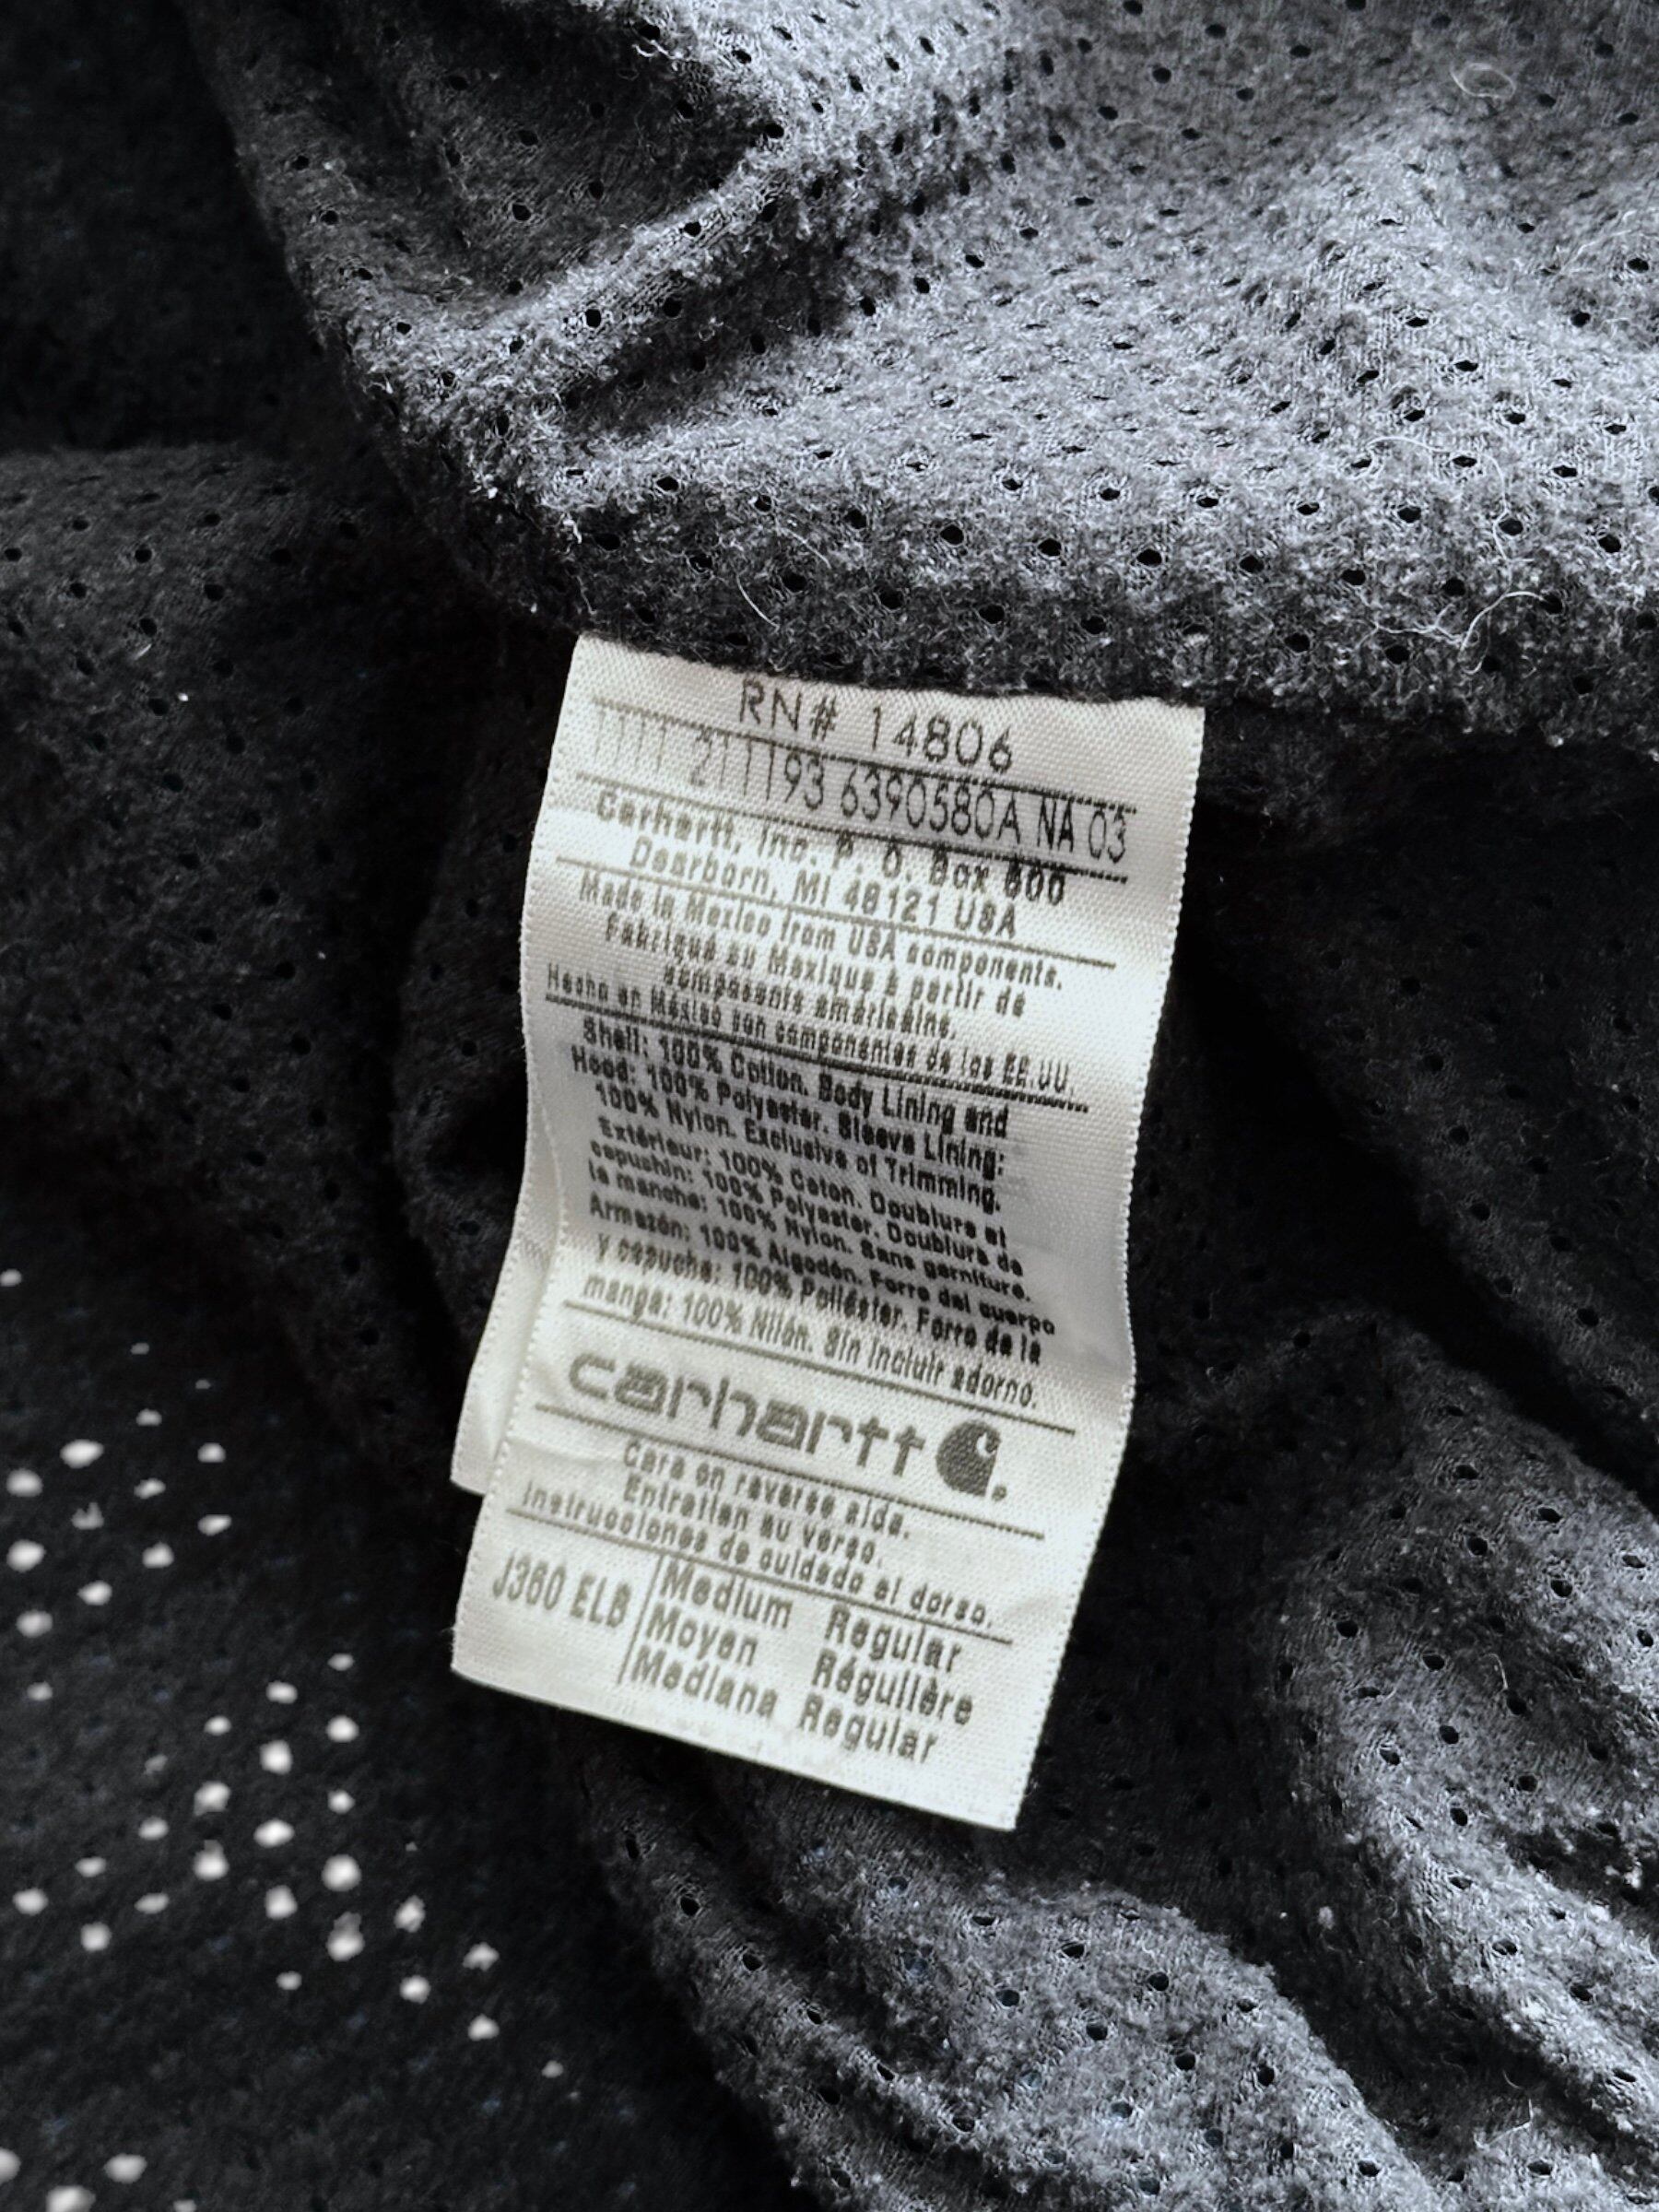 RN# 14806
1111 211193 6390580A NA 03
Carhartt, Inc. P. O. Box 600
Dearborn, MI 48121 USA
Made in Mexico from USA components.
Fabriqué au Mexique à partir de
composants américains.
Hecho en México con componentes de los EE.UU.
Shell: 100% Cotton. Body Lining and
Hood: 100% Polyester. Sleeve Lining:
100% Nylon. Exclusive of Trimming.
Extérieur: 100% Coton. Doublure et
capuchin: 100% Polyester. Doublure de
la manche: 100% Nylon. Sans garniture.
Armazón: 100% Algodón. Forro del cuerpo
y capucha: 100% Poliéster. Forro de la
manga: 100% Nilón. Sin incluir adorno.
carhartt
Care on reverse side.
Entretien au verso.
Instrucciones de cuidado al dorso.
J360 ELB Medium Regular
Moyen Régulière
Mediana Regular